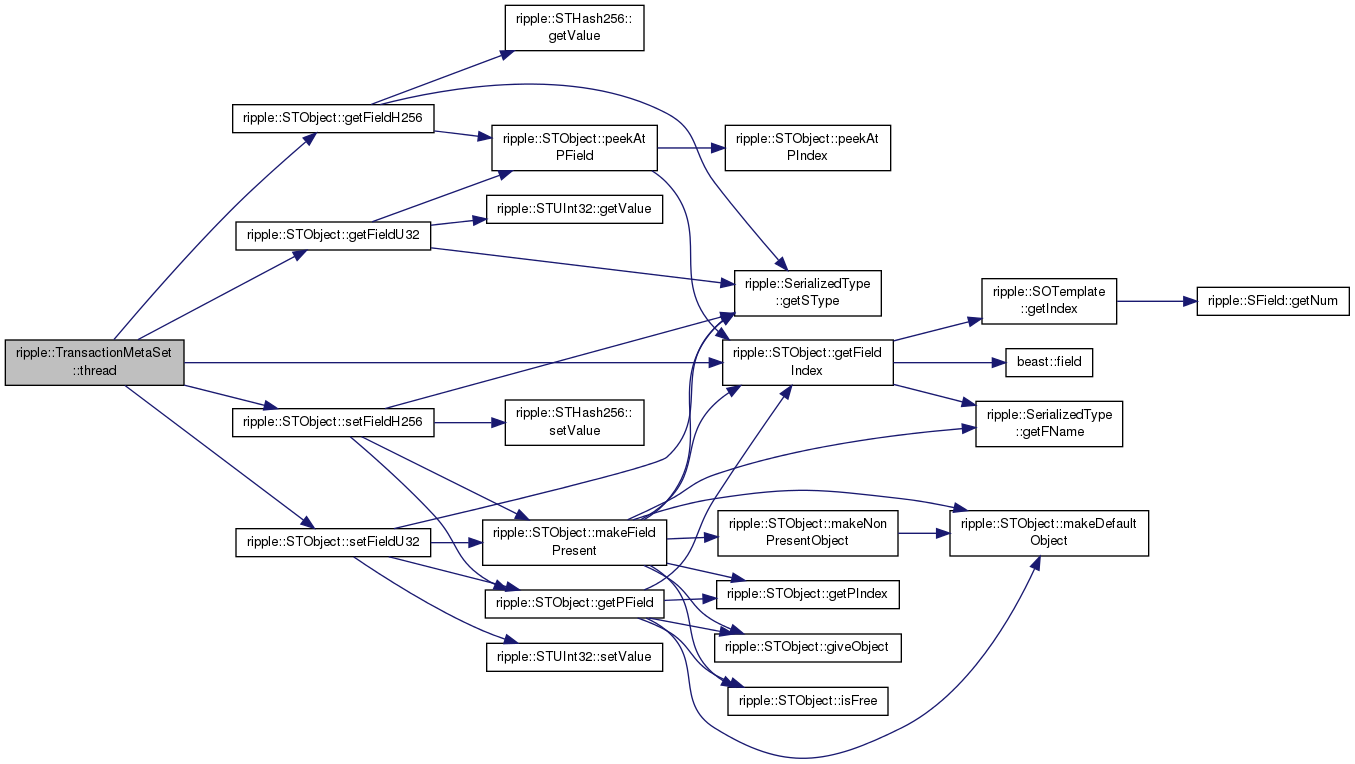 ripple::STHash256::
getValue
ripple::STObject::getFieldH256
ripple::STObject::peekAt
PField
ripple::STObject::peekAt
PIndex
ripple::STUInt32::getValue
ripple::STObject::getFieldU32
ripple::SerializedType
::getSType
ripple::SOTemplate
::getIndex
ripple::SField::getNum
ripple::TransactionMetaSet
::thread
ripple::STObject::getField
Index
beast::field
ripple::STObject::setFieldH256
ripple::STHash256::
setValue
ripple::SerializedType
::getFName
ripple::STObject::setFieldU32
ripple::STObject::makeField
Present
ripple::STObject::makeNon
PresentObject
ripple::STObject::makeDefault
Object
ripple::STObject::getPField
ripple::STObject::getPIndex
ripple::STUInt32::setValue
ripple::STObject::giveObject
ripple::STObject::isFree